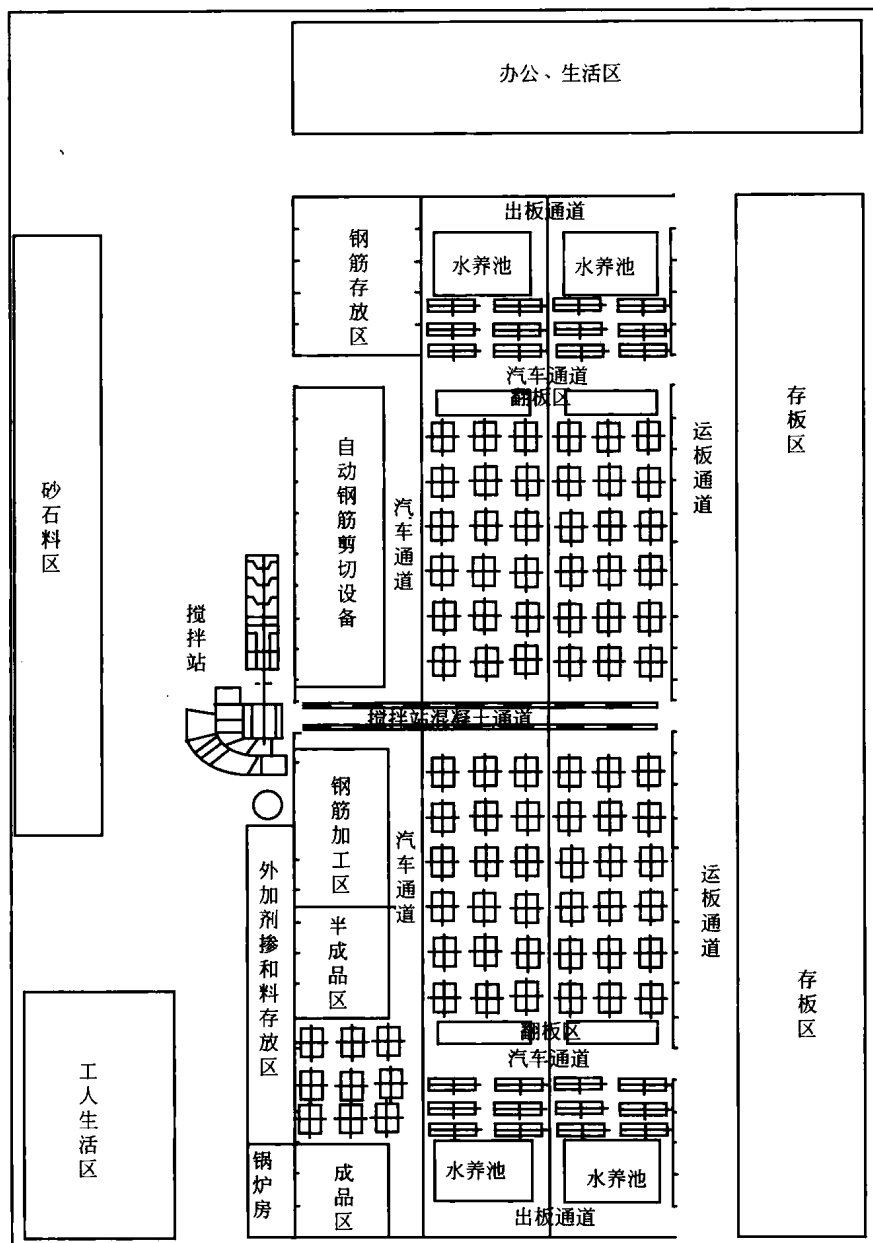 办公、生活区
出板通道
钢筋存放区
水养池
水养池
汽车通道
翻板区
存板区
运板通道
自动钢筋剪切设备
汽车通道
砂石料区
搅拌站
搅拌站混凝土通道
钢筋加工区
汽车通道
外加剂掺和料存放区
运板通道
半成品区
存板区
翻板区
汽车通道
工人生活区
锅炉房
成品区
水养池
水养池
出板通道